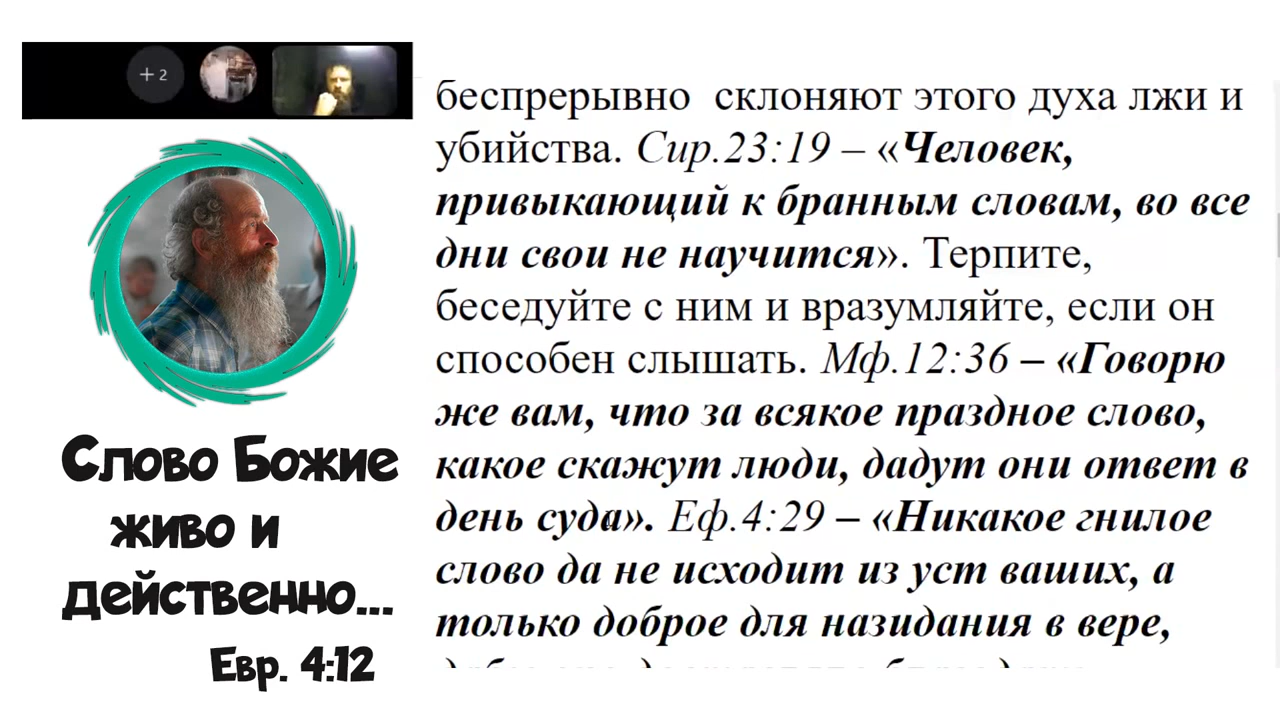 + 2
Слово Божие
живо и
действенно...
Евр. 4:12
беспрерывно склоняют этого духа лжи и
убийства. Сир.23:19 – «Человек,
привыкающий к бранным словам, во все
дни свои не научится». Терпите,
беседуйте с ним и вразумляйте, если он
способен слышать. Мф.12:36 – «Говорю
же вам, что за всякое праздное слово,
какое скажут люди, дадут они ответ в
день суда». Еф.4:29 – «Никакое гнилое
слово да не исходит из уст ваших, а
только доброе для назидания в вере,